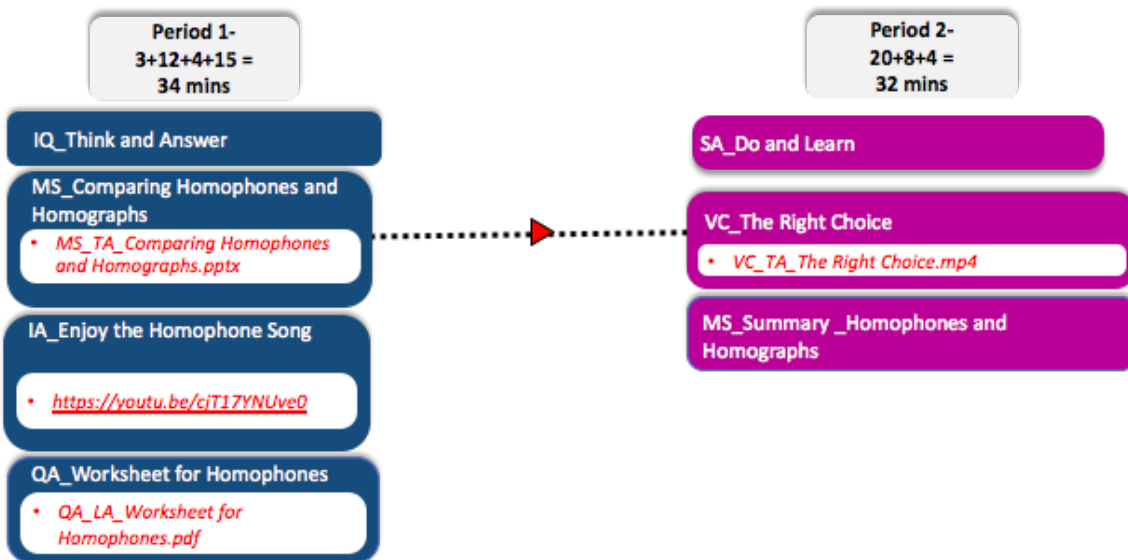 Period 1-
3+12+4+15 =
34 mins
IQ_Think and Answer
MS_Comparing Homophones and
Homographs
• MS_TA_Comparing Homophones
and Homographs.pptx
IA_Enjoy the Homophone Song
• https://youtu.be/cjT17YNUve0
QA_Worksheet for Homophones
• QA_LA_Worksheet for
Homophones.pdf
Period 2-
20+8+4 =
32 mins
SA_Do and Learn
VC_The Right Choice
• VC_TA_The Right Choice.mp4
MS_Summary _Homophones and
Homographs